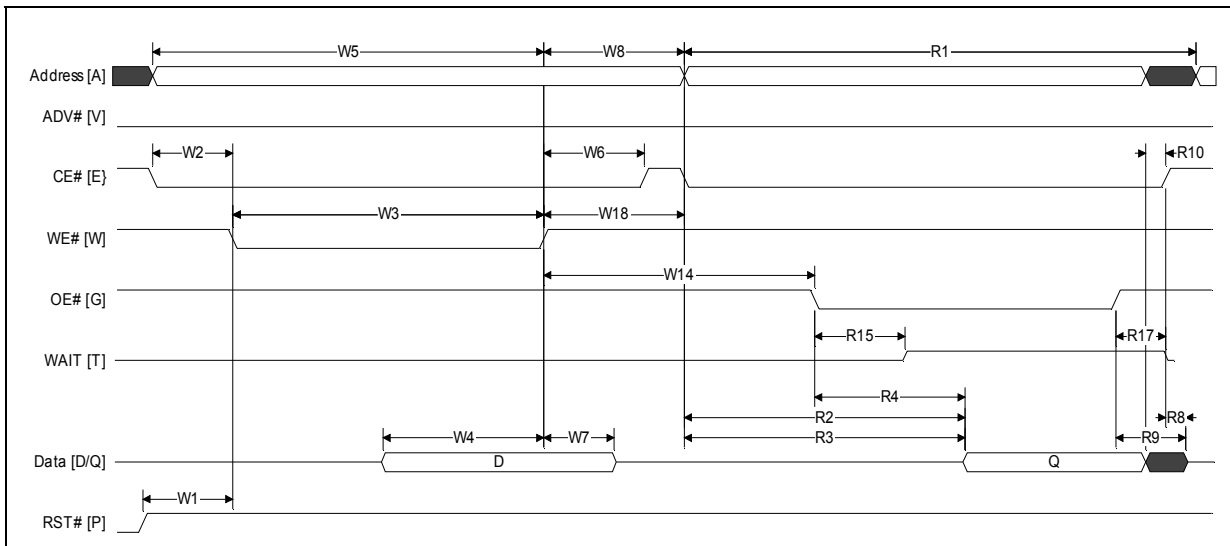 W5 W8 R1
Address [A]
ADV# [V]
W2 W6 R10
CE# [E}
W3 W18
WE# [W]
W14
OE# [G]
R15 R17
WAIT [T]
R4
R2 R8
W4 W7 R3 R9
Data [D/Q] D Q
W1
RST# [P]